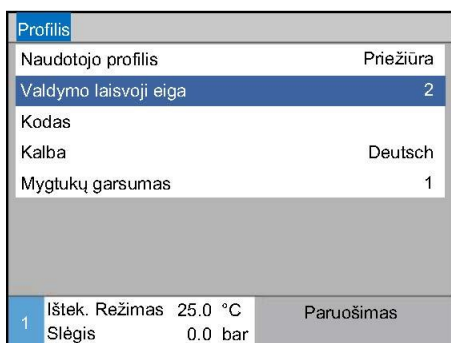 Profilis
Naudotojo profilis Priežiūra
Valdymo laisvoji eiga 2
Kodas
Kalba Deutsch
Mygtukų garsumas 1
1 Ištek. Režimas 25.0 °C Paruošimas
Slėgis 0.0 bar